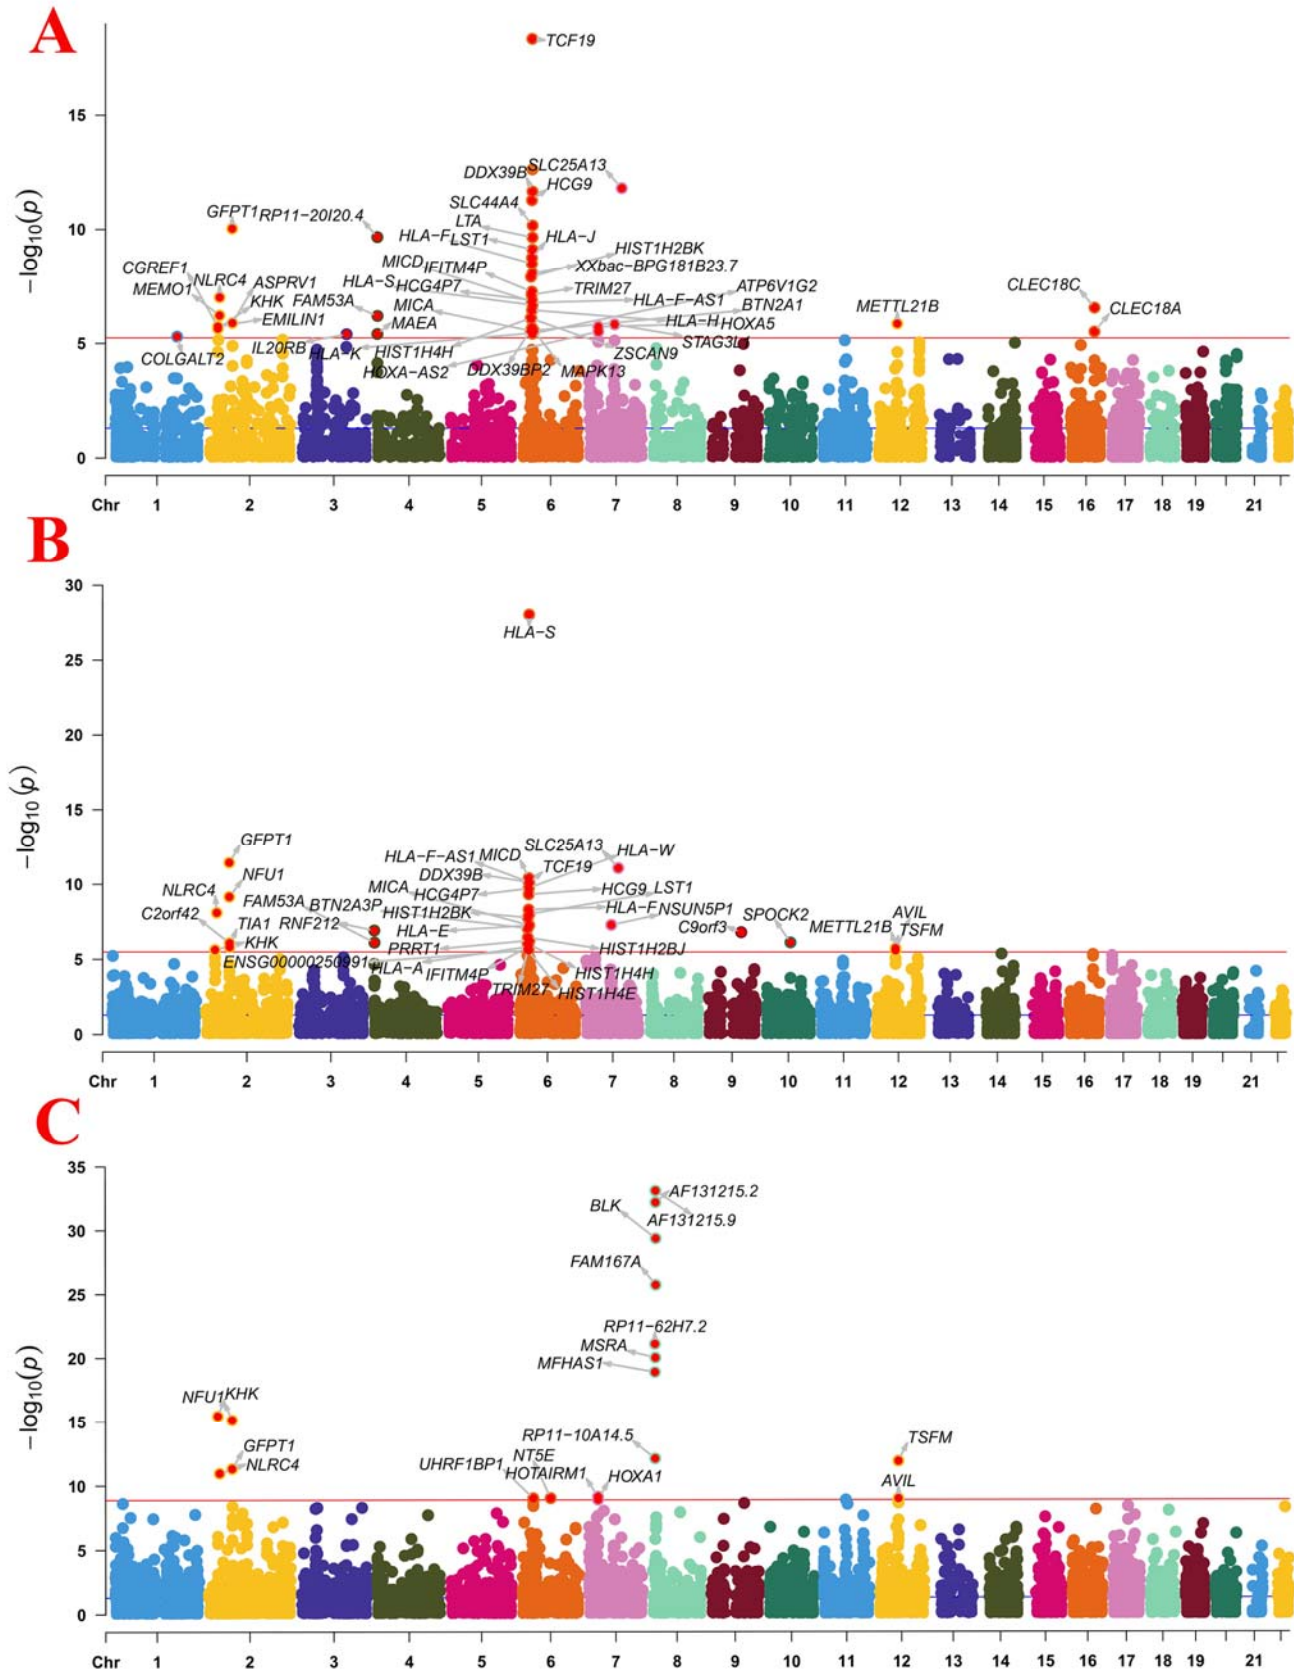 A
TCF19
15
SLC25A13
DDX39B
HCG9
SLC44A4
GFPT1
RP11−20I20.4
LTA
10
HLA−F
LST1
HLA−J
HIST1H2BK
CGREF1
MICD
IFITM4P
XXbac−BPG181B23.7
NLRC4
ASPRV1
HLA−S
HCG4P7
TRIM27
ATP6V1G2
CLEC18C
MEMO1
KHK
FAM53A
MICA
HLA−F−AS1
BTN2A1
METTL21B
CLEC18A
EMILIN1
MAEA
HLA−H
HOXA5
5
COLGALT2
IL20RB
HLA−K
HIST1H4H
ZSCAN9
HOXA−AS2
DDX39BP2
MAPK13
0
−log10(p)
Chr 1 2 3 4 5 6 7 8 9 10 11 12 13 14 15 16 17 18 19 21
B
30
HLA−S
25
20
15
GFPT1
HLA−F−AS1
MICD
SLC25A13
HLA−W
NFU1
DDX39B
TCF19
10
NLRC4
MICA
HCG4P7
HCG9
LST1
FAM53A
BTN2A3P
HIST1H2BK
HLA−F
NSUN5P1
SPOCK2
AVIL
C2orf42
TIA1
RNF212
HLA−E
C9orf3
METTL21B
TSFM
KHK
PRRT1
HIST1H2BJ
5
ENSG00000250991
HLA−A
IFITM4P
HIST1H4H
TRIM27
HIST1H4E
0
−log10(p)
Chr 1 2 3 4 5 6 7 8 9 10 11 12 13 14 15 16 17 18 19 21
C
35
AF131215.2
BLK
AF131215.9
30
FAM167A
25
RP11−62H7.2
MSRA
20
MFHAS1
NFU1
KHK
15
RP11−10A14.5
TSFM
GFPT1
NT5E
NLRC4
UHRF1BP1
HOTAIRM1
HOXA1
AVIL
10
5
0
−log10(p)
Chr 1 2 3 4 5 6 7 8 9 10 11 12 13 14 15 16 17 18 19 21